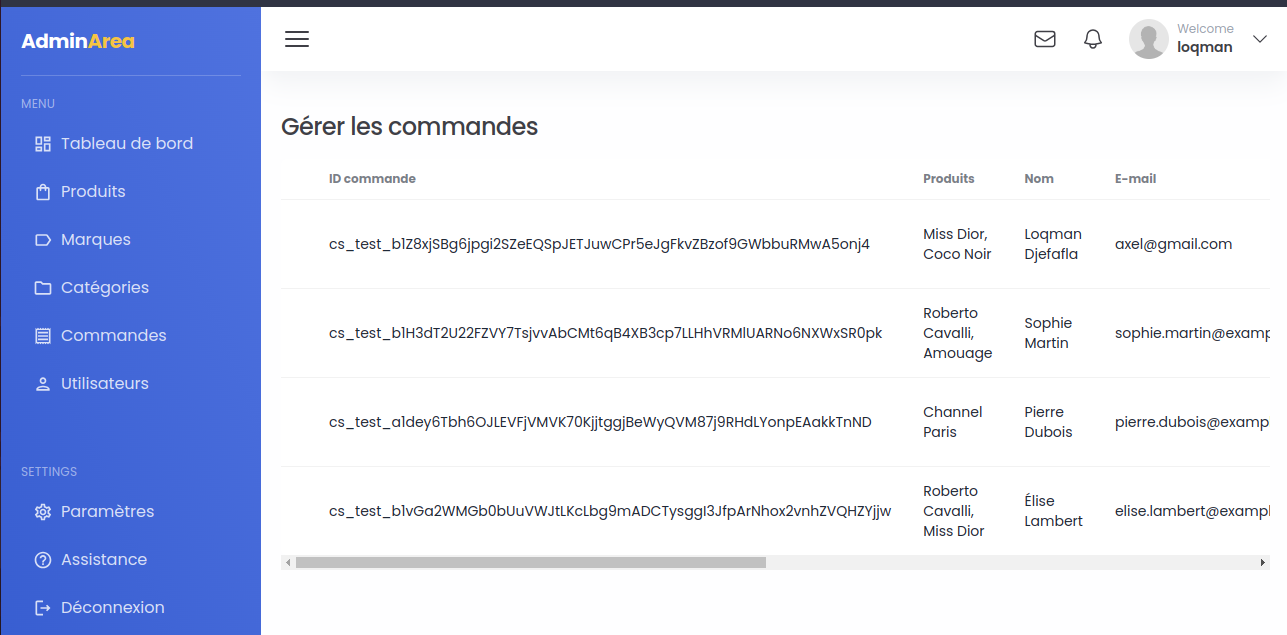 AdminArea
Welcome
loqman
MENU
Tableau de bord
Produits
Marques
Catégories
Commandes
Utilisateurs
SETTINGS
Paramètres
Assistance
Déconnexion
Gérer les commandes
ID commande Produits Nom E-mail
cs_test_b1Z8xjSBg6jpgi2SZeEQSpJETJuwCPr5eJgFkvZBzof9GWbbuRMwA5onj4
Miss Dior,
Coco Noir
Loqman
Djefafla
axel@gmail.com
cs_test_b1H3dT2U22FZVY7TsjvvAbCMt6qB4XB3cp7LLHhVRMlUARNo6NXWxSR0pk
Roberto
Cavalli,
Amouage
Sophie
Martin
sophie.martin@examp
cs_test_a1dey6Tbh6OJLEVFjVMVK70KjjtggjBeWyQVM87j9RHdLYonpEAakkTnND
Channel
Paris
Pierre
Dubois
pierre.dubois@examp
cs_test_b1vGa2WMGb0bUuVWJtLKcLbg9mADCTysggI3JfpArNhox2vnhZVQHZYjjw
Roberto
Cavalli,
Miss Dior
Élise
Lambert
elise.lambert@exampl